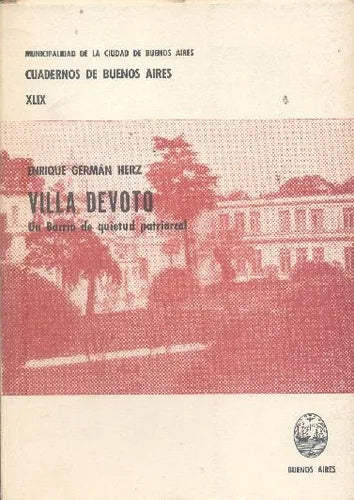 MUNICIPALIDAD DE LA CIUDAD DE BUENOS AIRES
CUADERNOS DE BUENOS AIRES
XLIX
ENRIQUE GERMÁN HERZ
VILLA DEVOTO
Un Barrio de quietud patriarcal
BUENOS AIRES